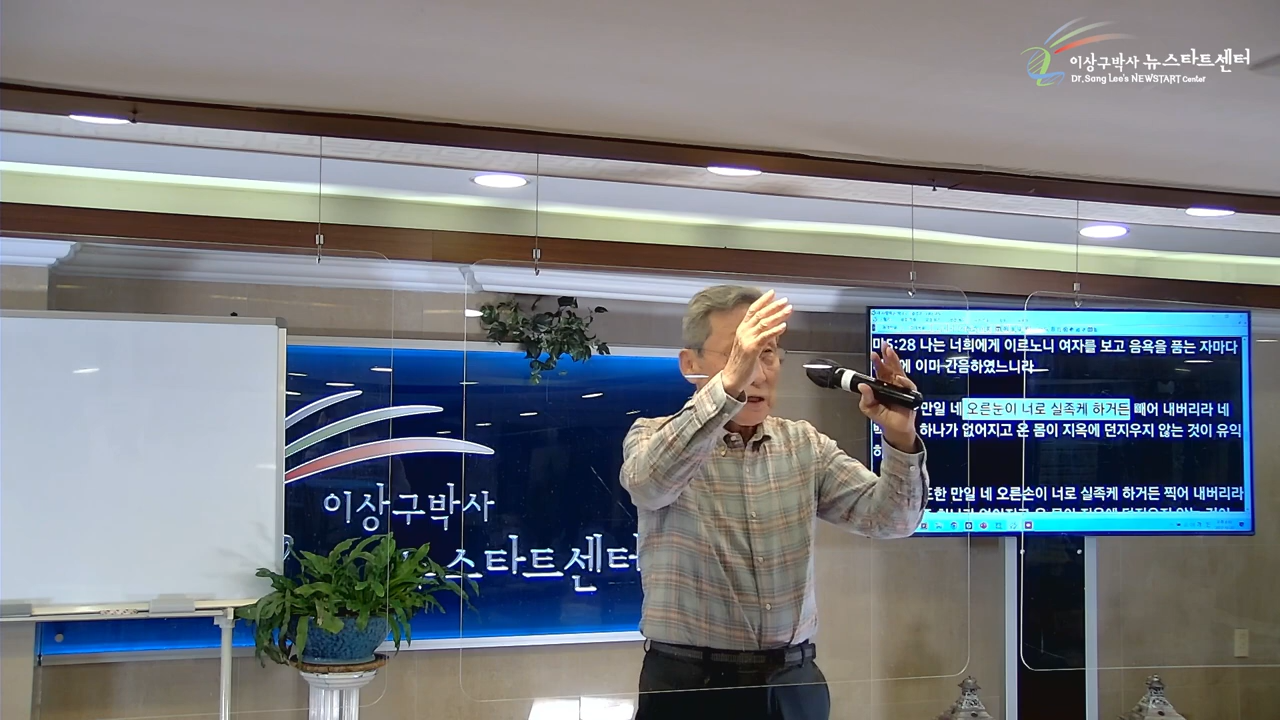 이상구박사 뉴스타트센터
Dr. Sang Lee's NEWSTART Center
이상구박사
스타트센터
마5:28 나는 너희에게 이르노니 여자를 보고 음욕을 품는 자마다
에 이미 간음하였느니라
만일 네 오른눈이 너로 실족케 하거든 빼어 내버리라 네
하나가 없어지고 온 몸이 지옥에 던지우지 않는 것이 유익
또한 만일 네 오른손이 너로 실족케 하거든 찍어 내버리라